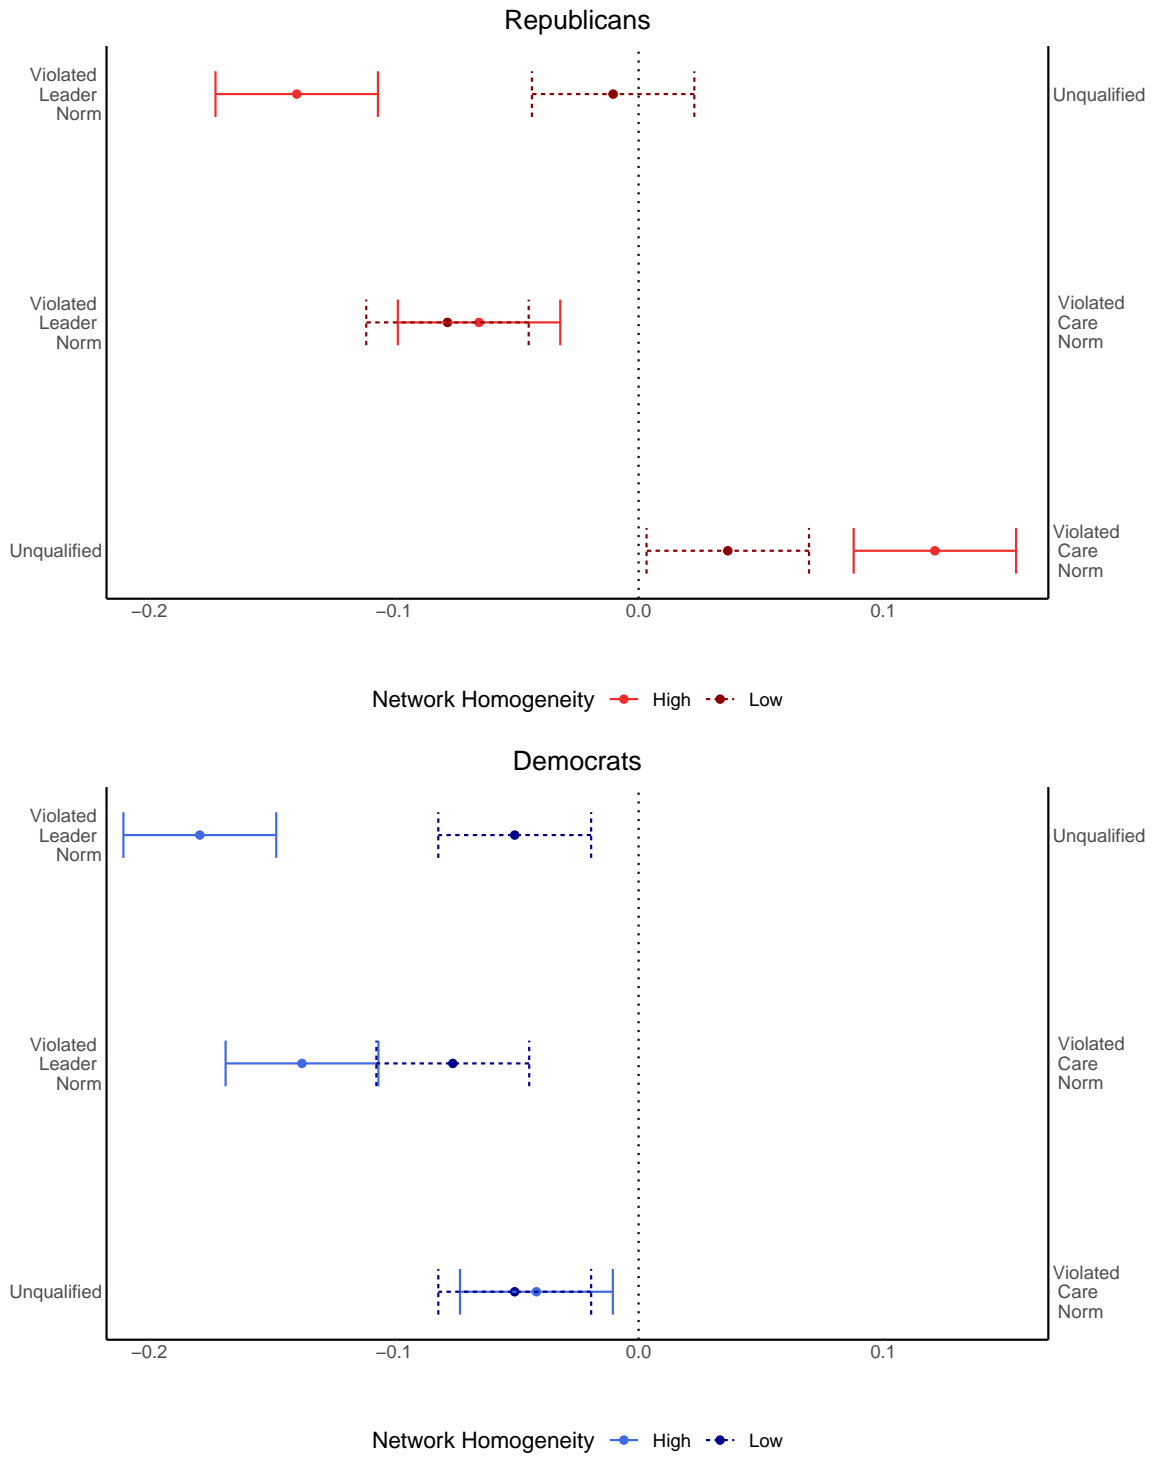 Republicans
Violated
Leader
Norm
Unqualified
Violated
Leader
Norm
Violated
Care
Norm
Unqualified
Violated
Care
Norm
−0.2 −0.1 0.0 0.1
Network Homogeneity High Low
Democrats
Violated
Leader
Norm
Unqualified
Violated
Leader
Norm
Violated
Care
Norm
Unqualified
Violated
Care
Norm
−0.2 −0.1 0.0 0.1
Network Homogeneity High Low